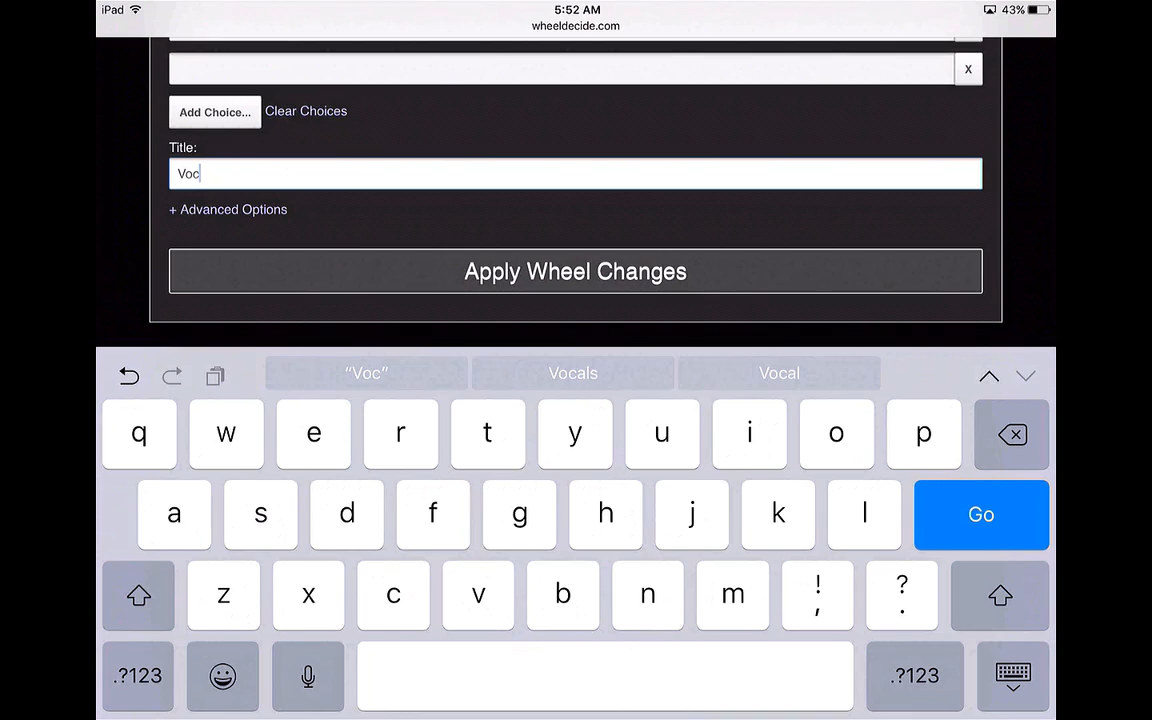 iPad 5:52 AM 43%
wheeldecide.com
X
Add Choice... Clear Choices
Title:
Voc
+ Advanced Options
Apply Wheel Changes
“Voc” Vocals Vocal
q w e r t y u i o p
a s d f g h j k l Go
z x c v b n m ! , ? .
.?123 .?123